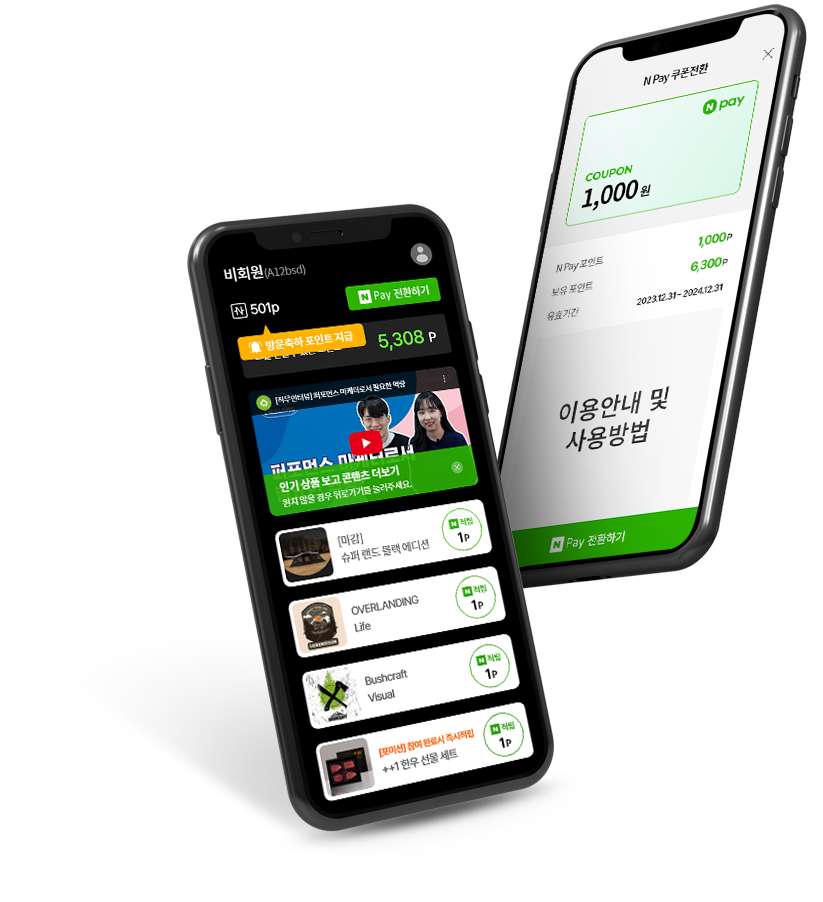 N Pay 쿠폰전환
N pay
COUPON
1,000 원
N Pay 포인트
1,000P
보유 포인트
6,300P
유효기간
2023.12.31~2024.12.31
이용안내 및
사용방법
N Pay 전환하기
비회원(A12bsd)
N 501p
N Pay 전환하기
방문축하 포인트 지급
5,308 P
[직무인터뷰] 퍼포먼스 마케터로서 필요한 역량
퍼포먼스 마케터로서
인기 상품 보고 콘텐츠 더보기
원치 않을 경우 뒤로가기를 눌러주세요.
[마감]
슈퍼 랜드 블랙 에디션
N 적립
1P
OVERLANDING
Life
N 적립
1P
Bushcraft
Visual
N 적립
1P
[포미션] 참여 완료시 즉시적립
++1 한우 선물 세트
N 적립
1P